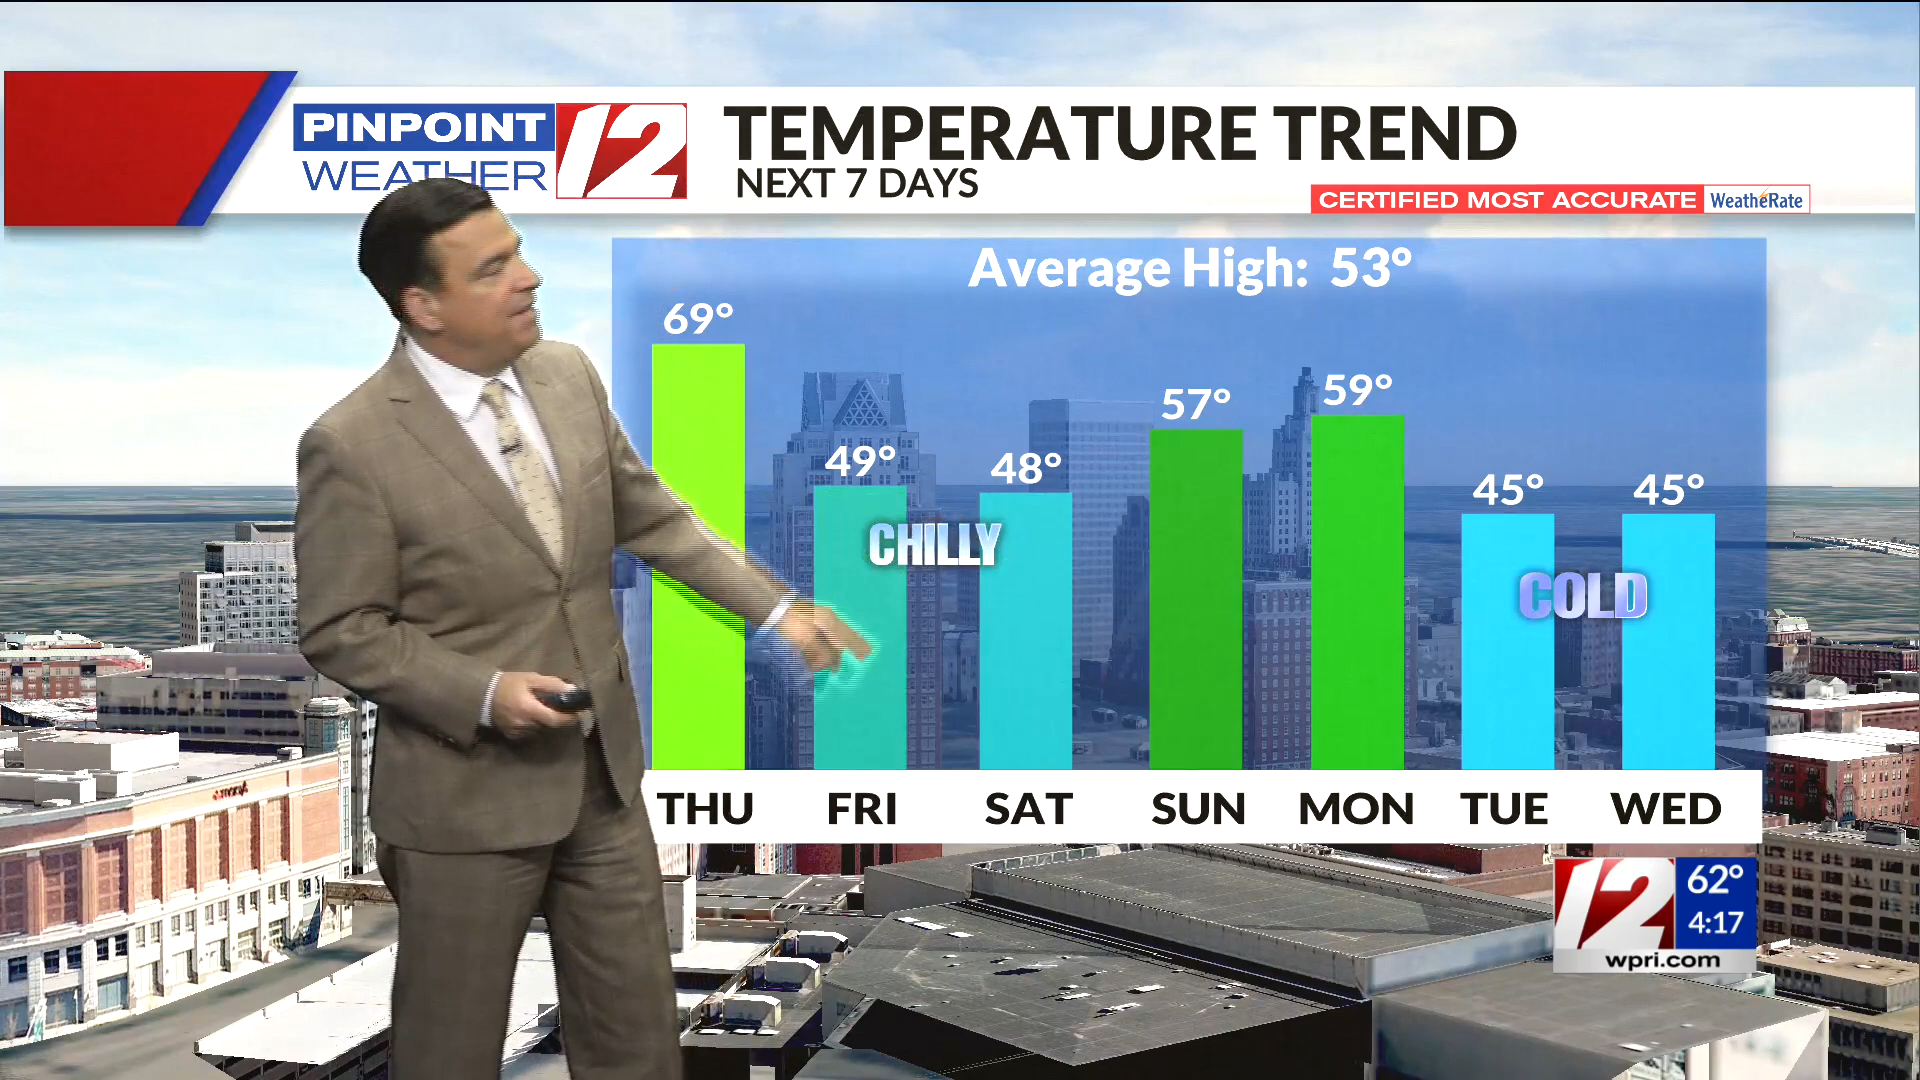 PINPOINT
WEATHER
12
TEMPERATURE TREND
NEXT 7 DAYS
CERTIFIED MOST ACCURATE WeatheRate
Average High: 53°
69°
49°
48°
57°
59°
45°
45°
CHILLY
COLD
THU FRI SAT SUN MON TUE WED
12
62°
4:17
wpri.com